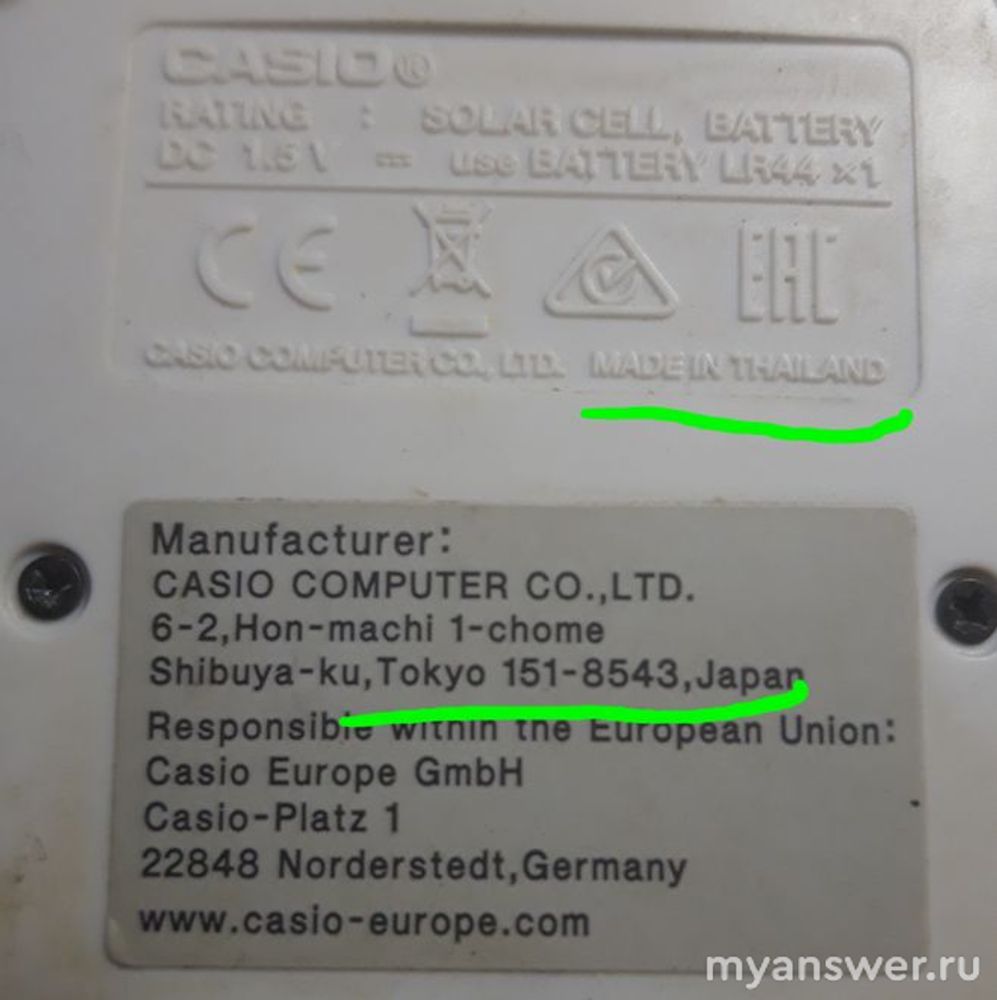 CASIO®
RATING : SOLAR CELL, BATTERY
DC 1.5 V ⎓ use BATTERY LR44 ×1
CE EAC
CASIO COMPUTER CO., LTD. MADE IN THAILAND
Manufacturer:
CASIO COMPUTER CO.,LTD.
6-2,Hon-machi 1-chome
Shibuya-ku,Tokyo 151-8543,Japan
Responsible within the European Union:
Casio Europe GmbH
Casio-Platz 1
22848 Norderstedt,Germany
www.casio-europe.com
myanswer.ru